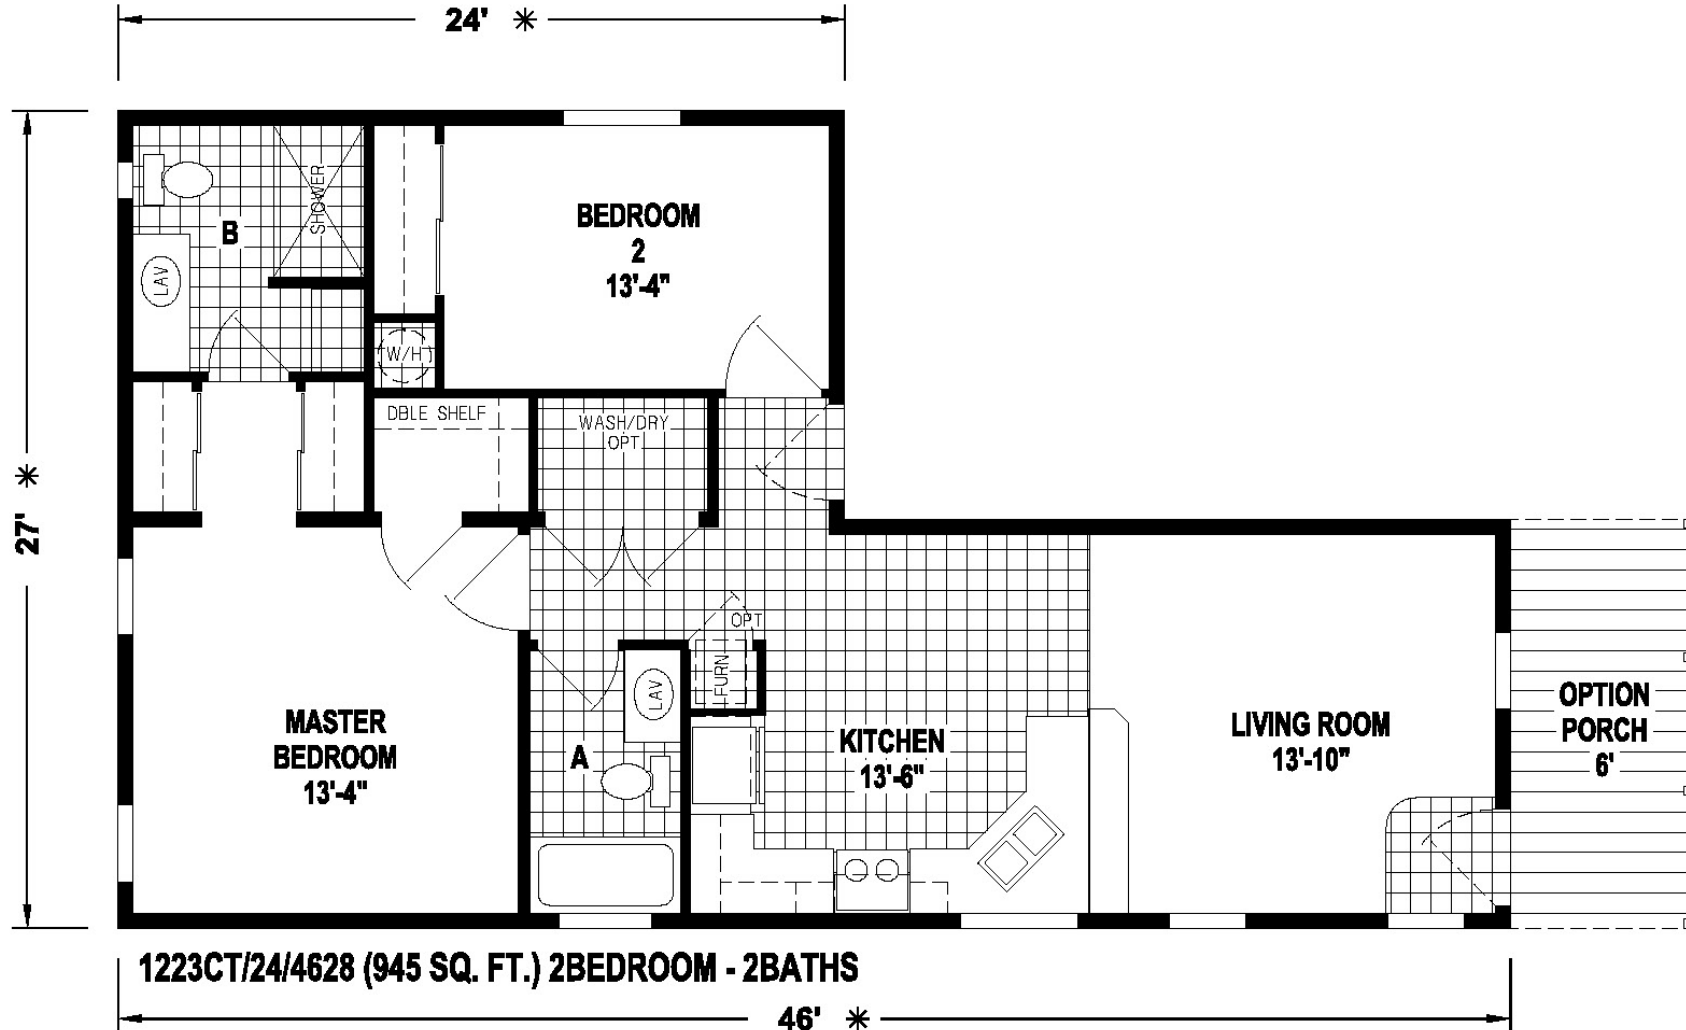 24' ✳
27' ✳
SHOWER
B
LAV
BEDROOM
2
13'-4"
W/H
DBLE SHELF
WASH/DRY
OPT
OPT
FURN
LAV
A
MASTER
BEDROOM
13'-4"
KITCHEN
13'-6"
LIVING ROOM
13'-10"
OPTION
PORCH
6'
1223CT/24/4628 (945 SQ. FT.) 2BEDROOM - 2BATHS
46' ✳